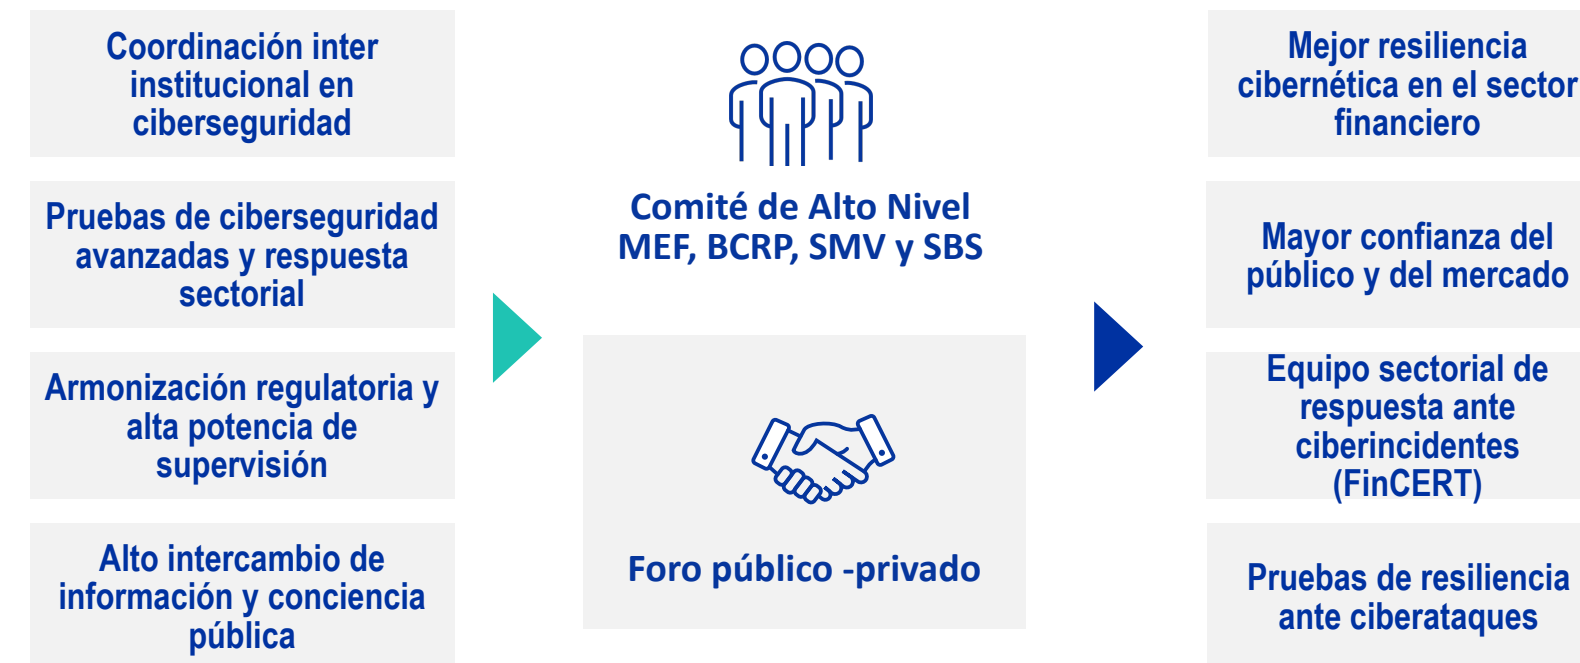 Coordinación inter
institucional en
ciberseguridad
Pruebas de ciberseguridad
avanzadas y respuesta
sectorial
Armonización regulatoria y
alta potencia de
supervisión
Alto intercambio de
información y conciencia
pública
Comité de Alto Nivel
MEF, BCRP, SMV y SBS
Foro público -privado
Mejor resiliencia
cibernética en el sector
financiero
Mayor confianza del
público y del mercado
Equipo sectorial de
respuesta ante
ciberincidentes
(FinCERT)
Pruebas de resiliencia
ante ciberataques